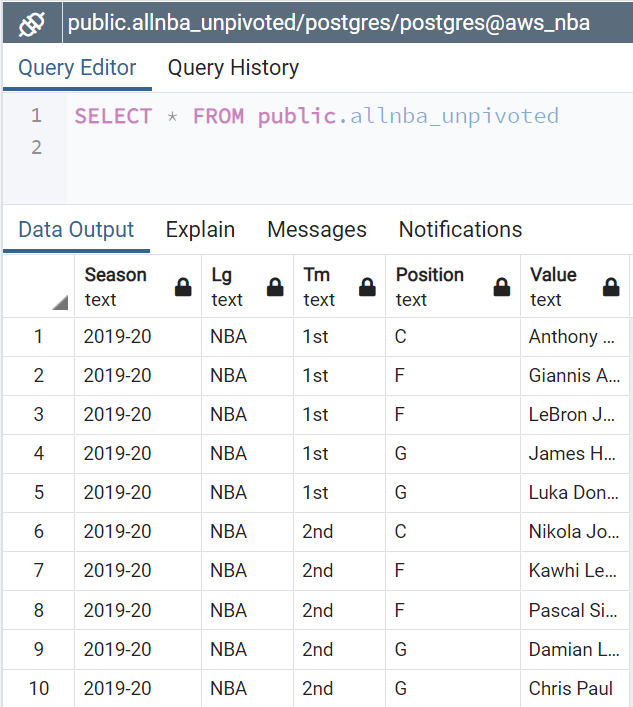 public.allnba_unpivoted/postgres/postgres@aws_nba
Query Editor Query History
1 SELECT * FROM public.allnba_unpivoted
2
Data Output Explain Messages Notifications
Season Lg Tm Position Value
text text text text text
1 2019-20 NBA 1st C Anthony ...
2 2019-20 NBA 1st F Giannis A...
3 2019-20 NBA 1st F LeBron J...
4 2019-20 NBA 1st G James H...
5 2019-20 NBA 1st G Luka Don...
6 2019-20 NBA 2nd C Nikola Jo...
7 2019-20 NBA 2nd F Kawhi Le...
8 2019-20 NBA 2nd F Pascal Si...
9 2019-20 NBA 2nd G Damian L...
10 2019-20 NBA 2nd G Chris Paul